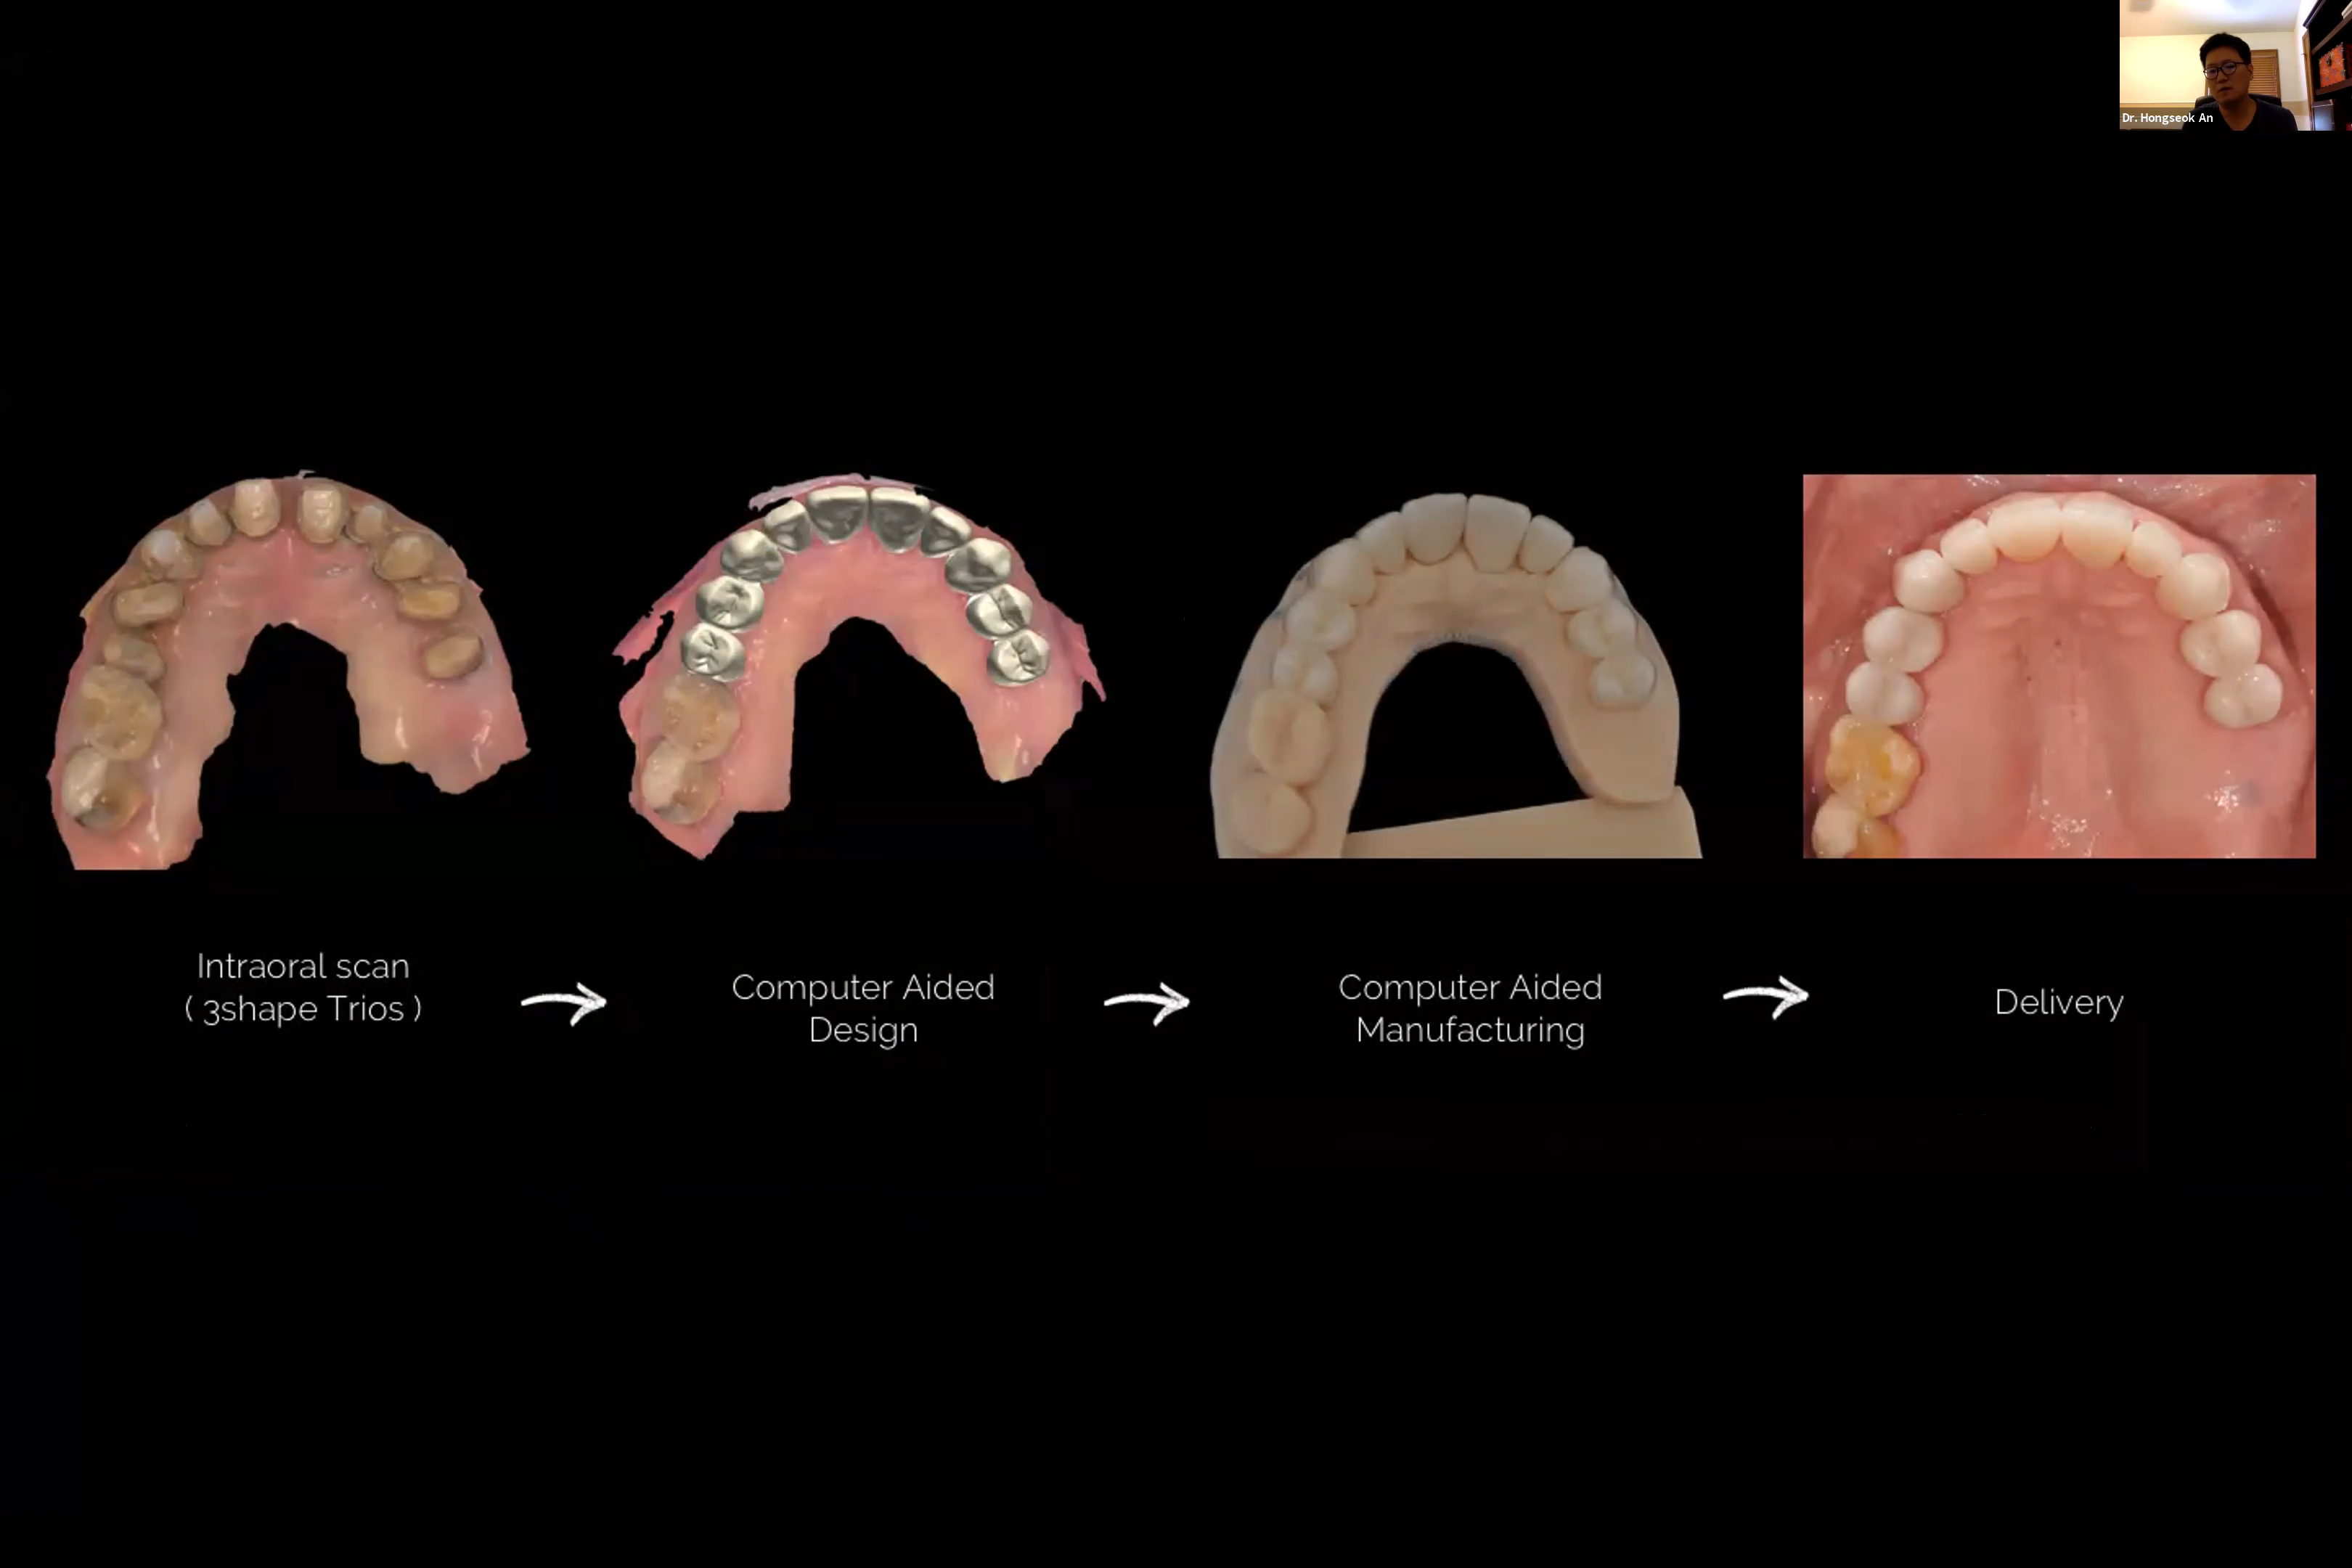 Dr. Hongseok An
Intraoral scan
( 3shape Trios )
Computer Aided
Design
Computer Aided
Manufacturing
Delivery